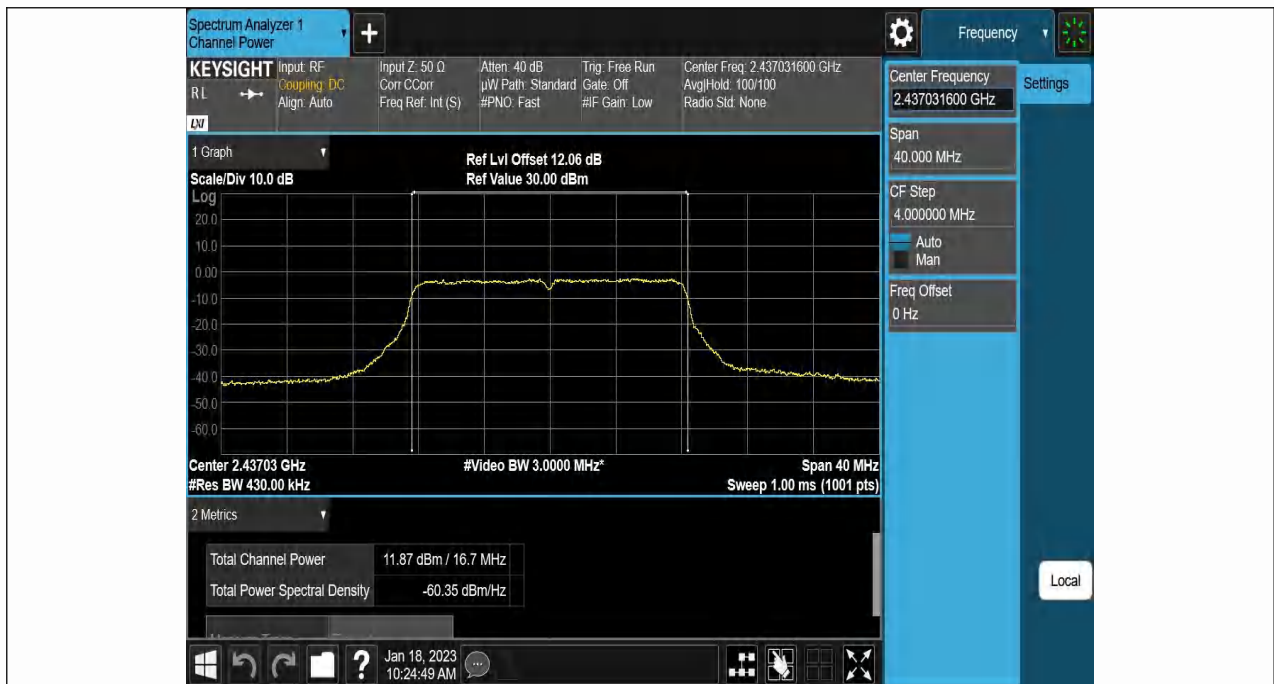 Spectrum Analyzer 1
Channel Power
+
Frequency
KEYSIGHT
RL
LXI
Input: RF
Coupling: DC
Align: Auto
Input Z: 50 Ω
Corr CCorr
Freq Ref: Int (S)
Atten: 40 dB
µW Path: Standard
#PNO: Fast
Trig: Free Run
Gate: Off
#IF Gain: Low
Center Freq: 2.437031600 GHz
Avg|Hold: 100/100
Radio Std: None
Center Frequency
2.437031600 GHz
Settings
Span
40.000 MHz
CF Step
4.000000 MHz
Auto
Man
Freq Offset
0 Hz
Local
1 Graph
Scale/Div 10.0 dB
Ref Lvl Offset 12.06 dB
Ref Value 30.00 dBm
Log
20.0
10.0
0.00
-10.0
-20.0
-30.0
-40.0
-50.0
-60.0
Center 2.43703 GHz
#Res BW 430.00 kHz
#Video BW 3.0000 MHz*
Span 40 MHz
Sweep 1.00 ms (1001 pts)
2 Metrics
Total Channel Power 11.87 dBm / 16.7 MHz
Total Power Spectral Density -60.35 dBm/Hz
?
Jan 18, 2023
10:24:49 AM